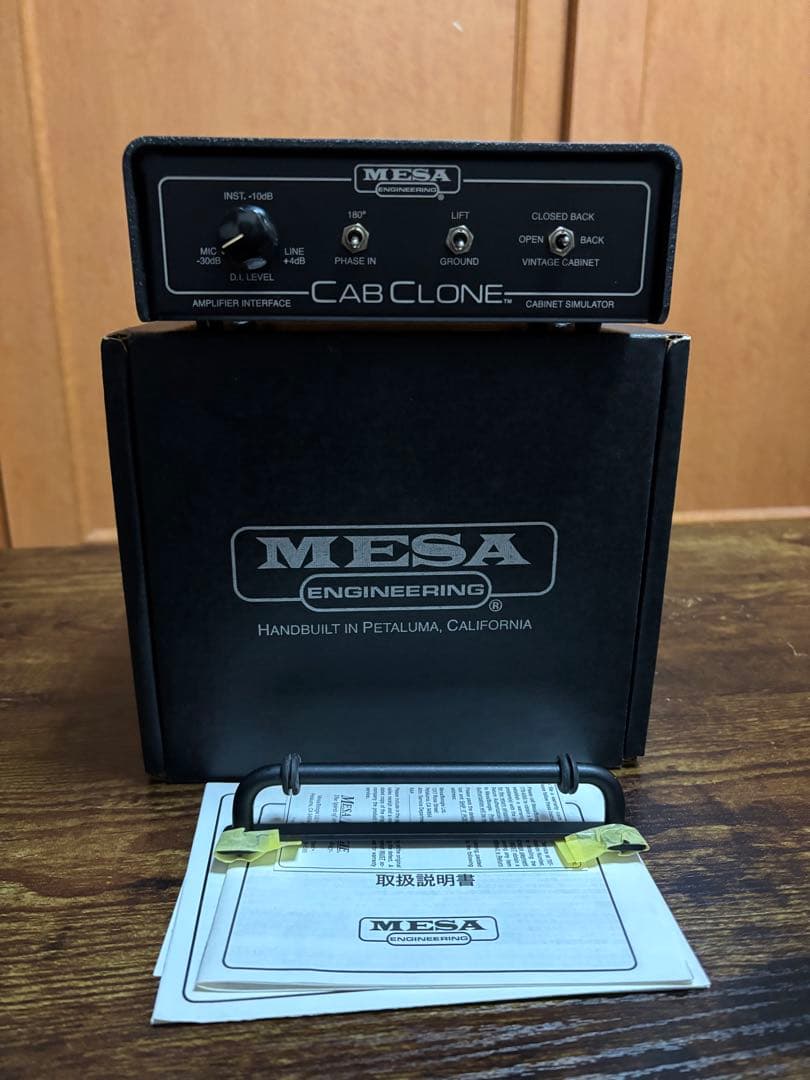 MESA
ENGINEERING®
INST. -10dB
MIC
-30dB
LINE
+4dB
D.I. LEVEL
180°
PHASE IN
LIFT
GROUND
CLOSED BACK
OPEN BACK
VINTAGE CABINET
AMPLIFIER INTERFACE
CAB CLONE™
CABINET SIMULATOR
MESA
ENGINEERING®
HANDBUILT IN PETALUMA, CALIFORNIA
取扱説明書
MESA
ENGINEERING